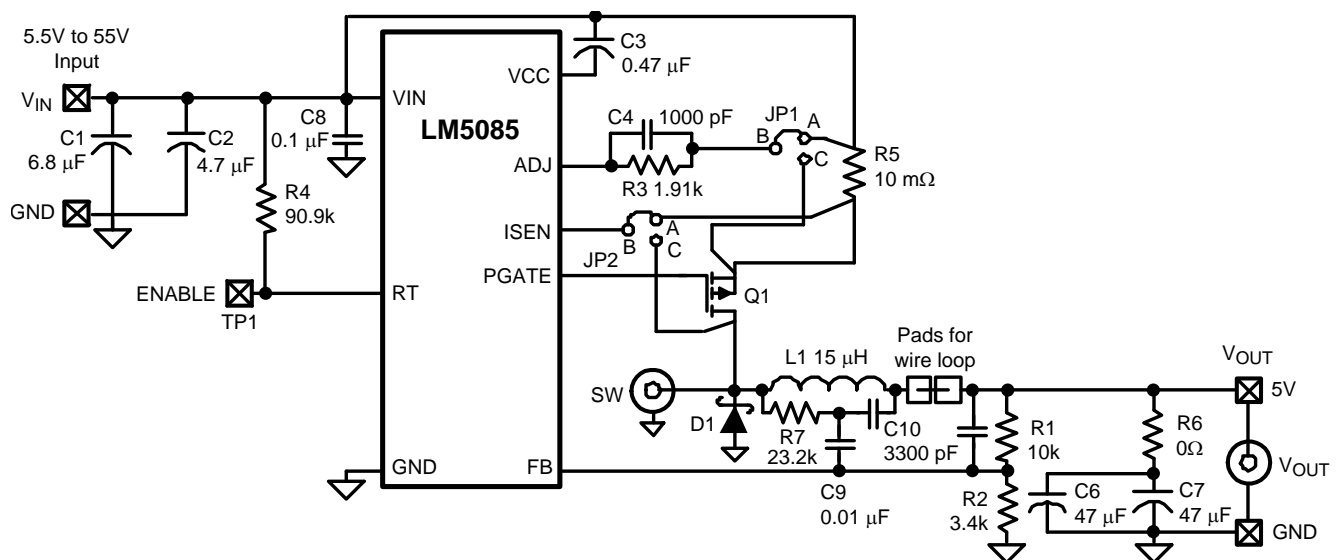 5.5V to 55V
Input
VIN
C1
6.8 µF
C2
4.7 µF
GND
R4
90.9k
C8
0.1 µF
ENABLE
TP1
LM5085
VIN
RT
GND
VCC
ADJ
ISEN
PGATE
FB
C3
0.47 µF
C4
1000 pF
R3 1.91k
JP1
A
B
C
R5
10 mΩ
JP2
A
B
C
Q1
SW
D1
L1 15 µH
Pads for
wire loop
R7
23.2k
C10
3300 pF
C9
0.01 µF
R1
10k
R2
3.4k
R6
0Ω
C6
47 µF
C7
47 µF
VOUT
5V
VOUT
GND